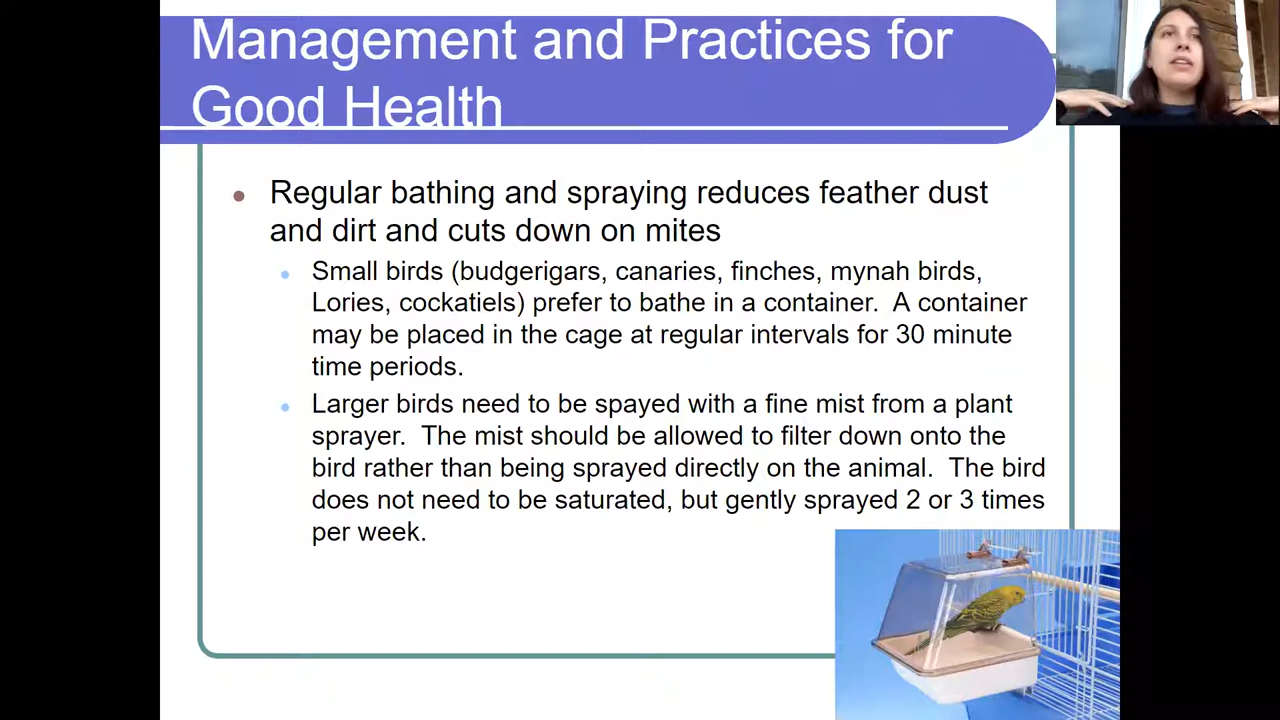 Management and Practices for
Good Health
Regular bathing and spraying reduces feather dust
and dirt and cuts down on mites
Small birds (budgerigars, canaries, finches, mynah birds,
Lories, cockatiels) prefer to bathe in a container.  A container
may be placed in the cage at regular intervals for 30 minute
time periods.
Larger birds need to be spayed with a fine mist from a plant
sprayer.  The mist should be allowed to filter down onto the
bird rather than being sprayed directly on the animal.  The bird
does not need to be saturated, but gently sprayed 2 or 3 times
per week.